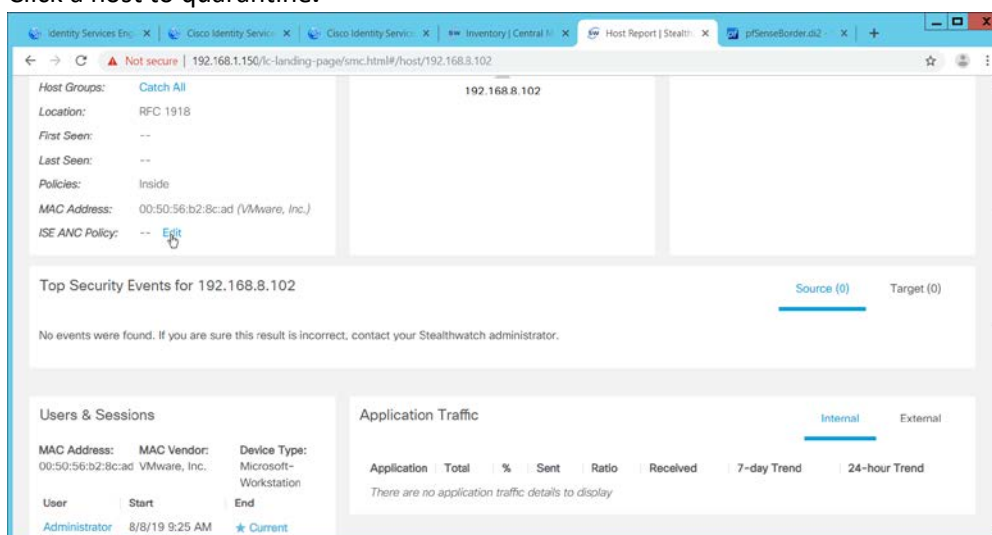 Click a host to quarantine.
Identity Services Eng Cisco Identity Servic Cisco Identity Servic Inventory | Central M Host Report | Stealth pfSenseBorder.di2 -
Not secure | 192.168.1.150/lc-landing-page/smc.html#/host/192.168.8.102
Host Groups: Catch All
192.168.8.102
Location: RFC 1918
First Seen: --
Last Seen: --
Policies: Inside
MAC Address: 00:50:56:b2:8c:ad (VMware, Inc.)
ISE ANC Policy: -- Edit
Top Security Events for 192.168.8.102 Source (0) Target (0)
No events were found. If you are sure this result is incorrect, contact your Stealthwatch administrator.
Users & Sessions
MAC Address: MAC Vendor: Device Type:
00:50:56:b2:8c:ad VMware, Inc. Microsoft-
Workstation
User Start End
Administrator 8/8/19 9:25 AM ★ Current
Application Traffic Internal External
Application Total % Sent Ratio Received 7-day Trend 24-hour Trend
There are no application traffic details to display